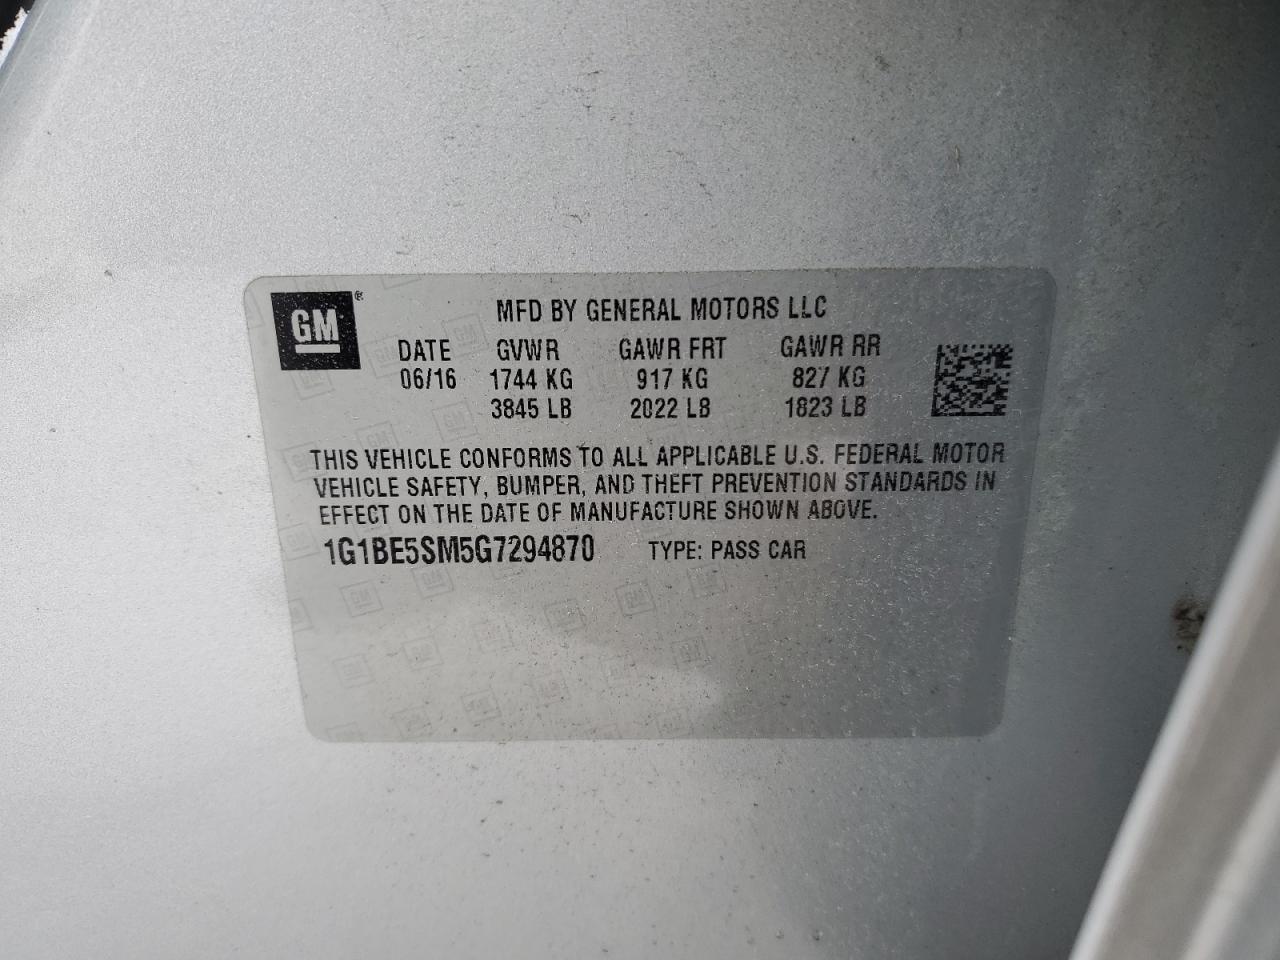 GM®
MFD BY GENERAL MOTORS LLC
DATE GVWR GAWR FRT GAWR RR
06/16 1744 KG 917 KG 827 KG
3845 LB 2022 LB 1823 LB
THIS VEHICLE CONFORMS TO ALL APPLICABLE U.S. FEDERAL MOTOR
VEHICLE SAFETY, BUMPER, AND THEFT PREVENTION STANDARDS IN
EFFECT ON THE DATE OF MANUFACTURE SHOWN ABOVE.
1G1BE5SM5G7294870 TYPE: PASS CAR